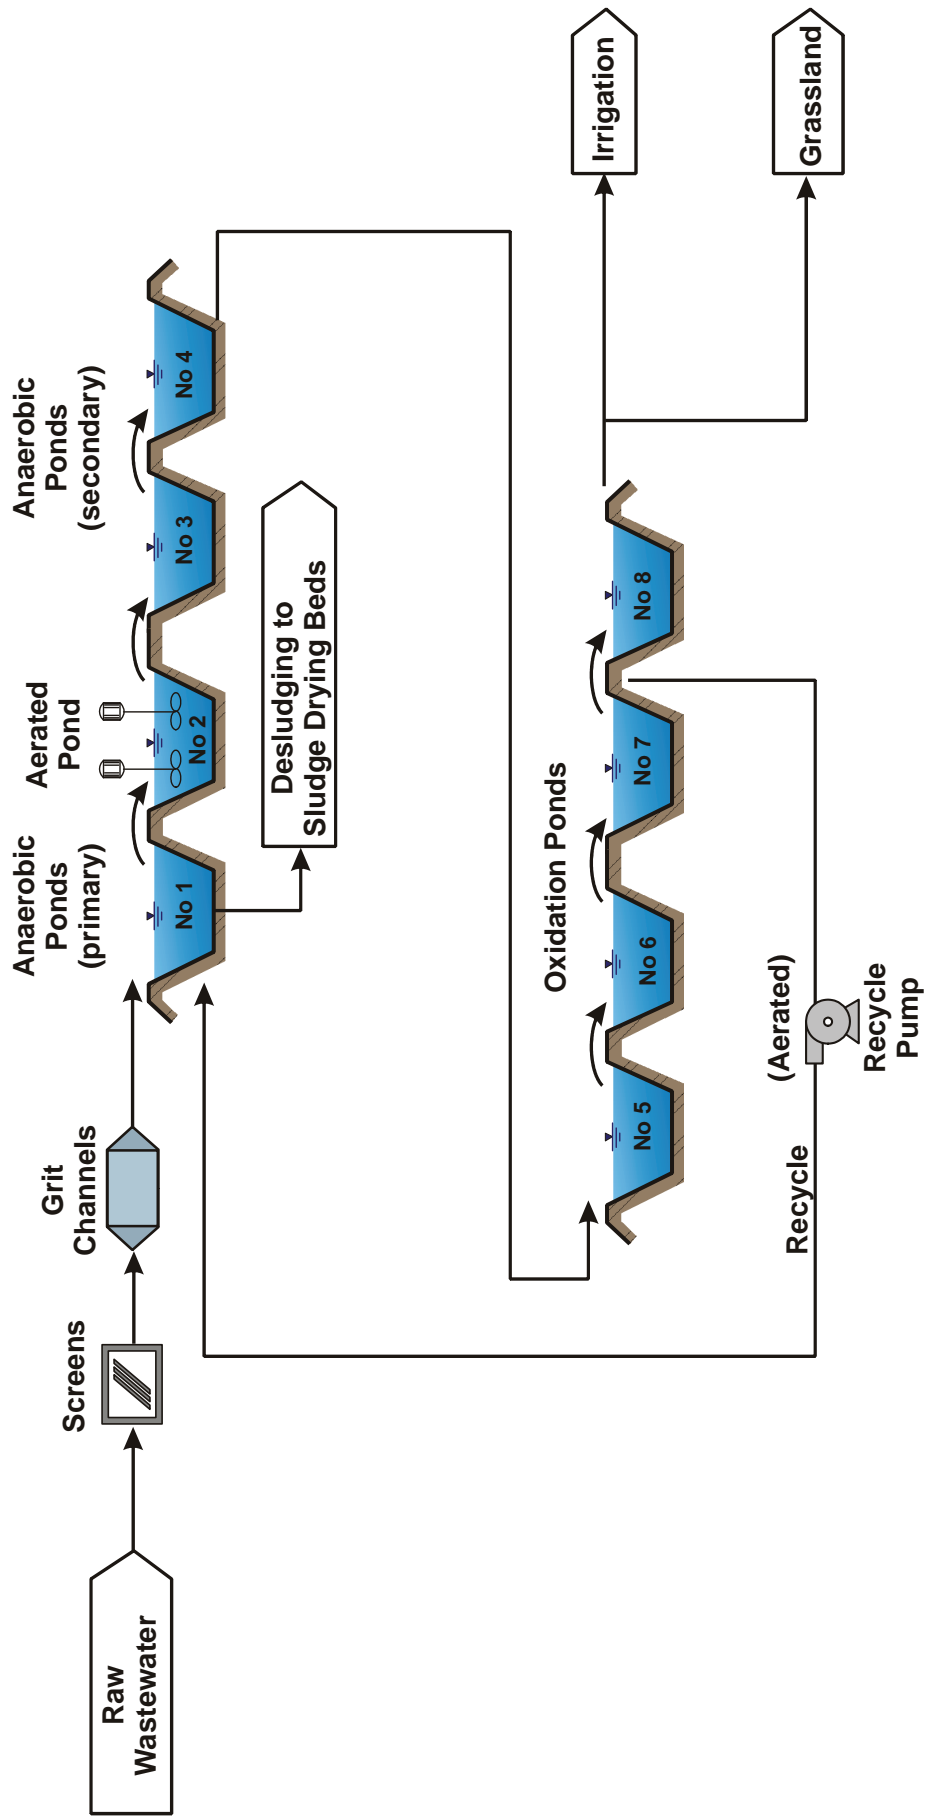 Raw
Wastewater
Screens
Grit
Channels
Anaerobic
Ponds
(primary)
Aerated
Pond
Anaerobic
Ponds
(secondary)
No 1
No 2
No 3
No 4
Desludging to
Sludge Drying Beds
Oxidation Ponds
No 5
No 6
No 7
No 8
Irrigation
Grassland
Recycle
(Aerated)
Recycle
Pump